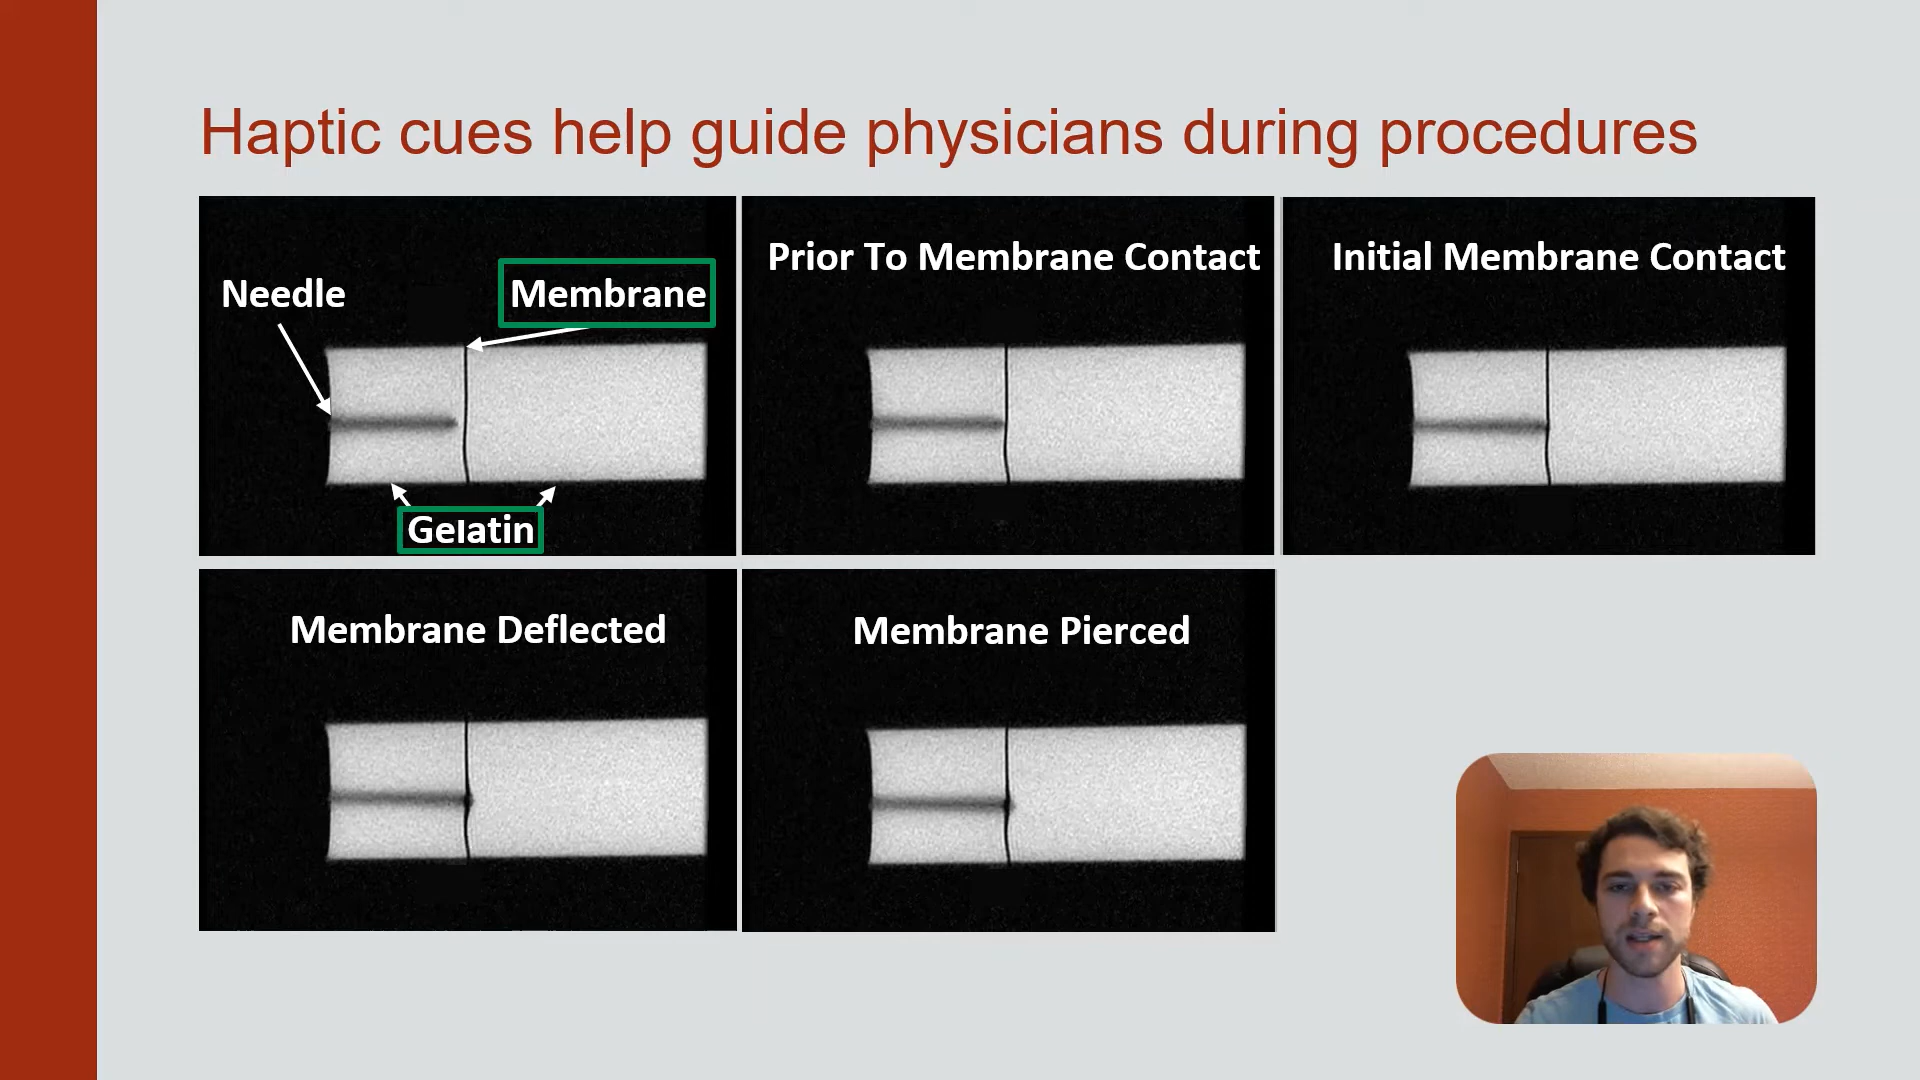 Haptic cues help guide physicians during procedures
Needle
Membrane
Gelatin
Prior To Membrane Contact
Initial Membrane Contact
Membrane Deflected
Membrane Pierced